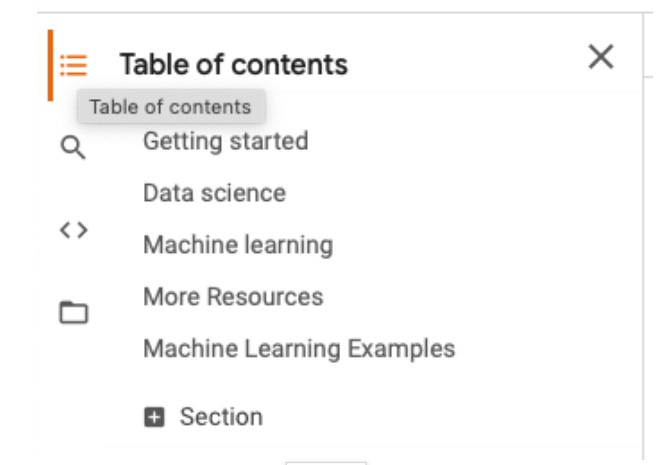 Table of contents
Table of contents
Getting started
Data science
Machine learning
More Resources
Machine Learning Examples
Section